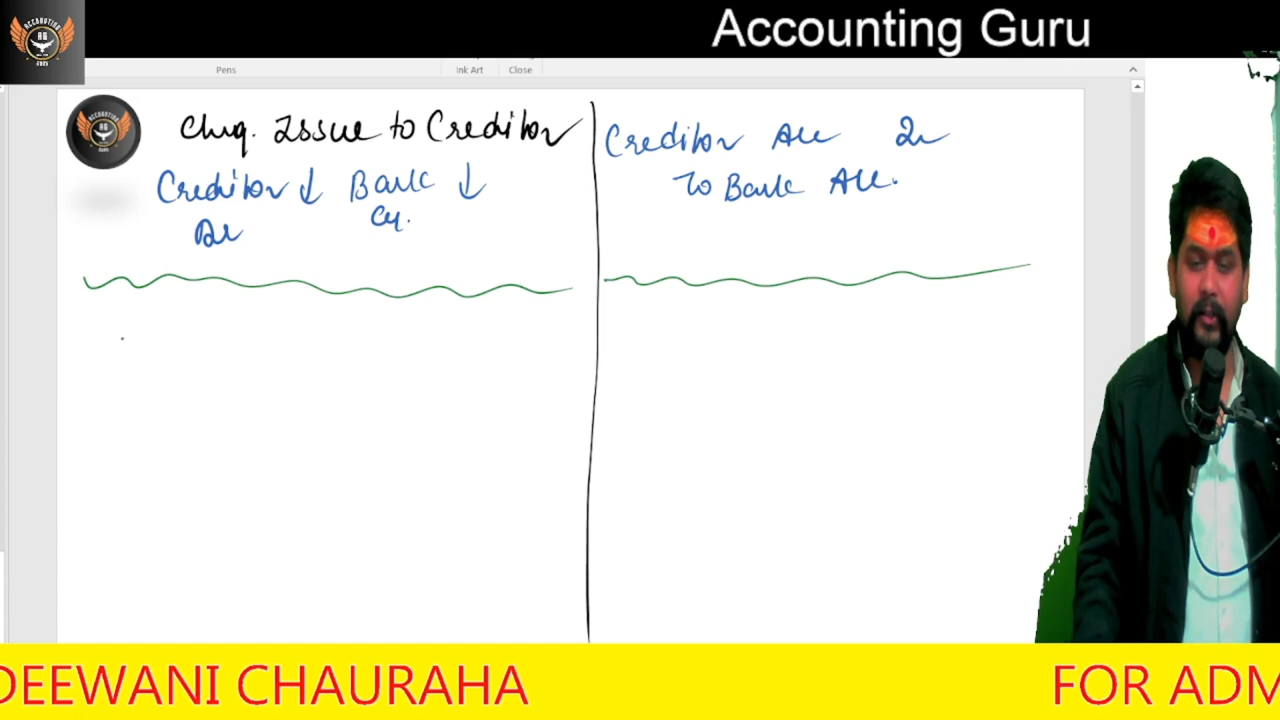 Accounting Guru
Pens
Ink Art
Close
Chuq. Issue to Creditor
Creditor ↓ Bank ↓
Dr
Cr.
Creditor A/c Dr
To Bank A/c.
DEEWANI CHAURAHA
FOR ADM